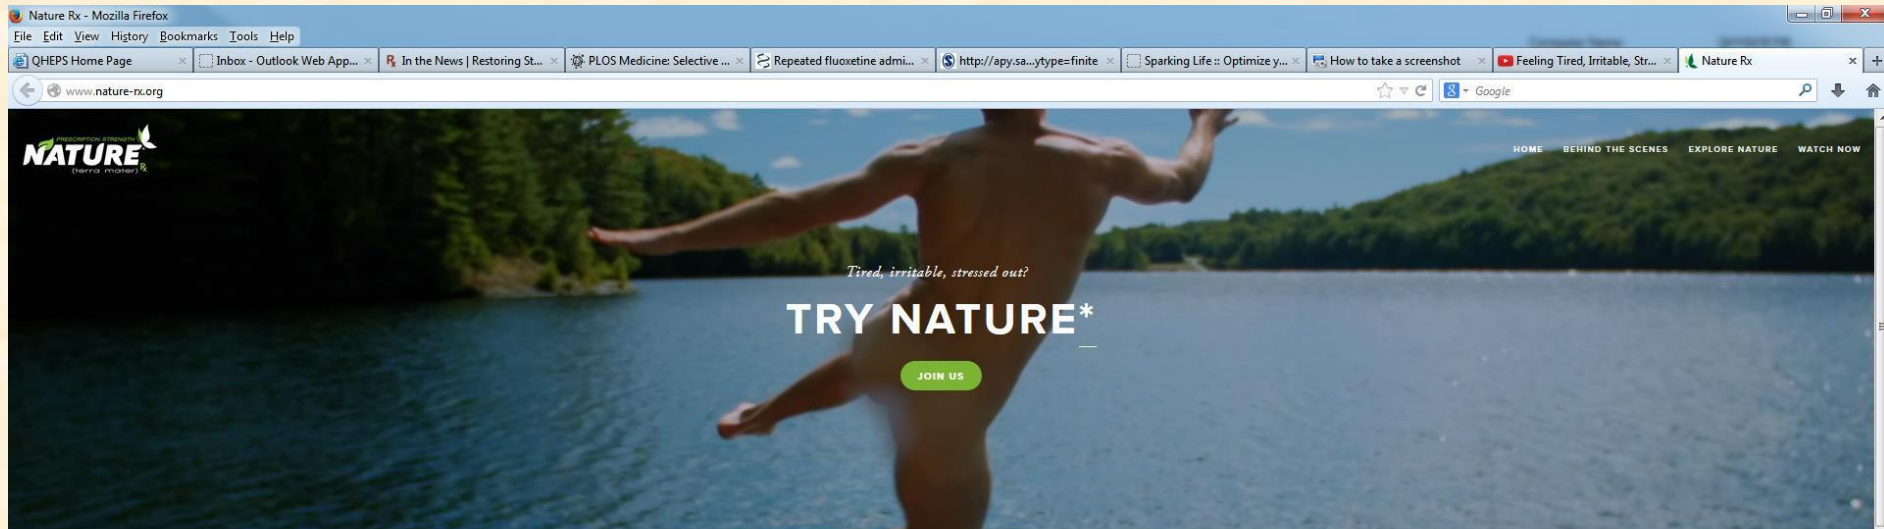 Nature Rx - Mozilla Firefox
File Edit View History Bookmarks Tools Help
QHEPS Home Page Inbox - Outlook Web App... In the News | Restoring St... PLOS Medicine: Selective ... Repeated fluoxetine admi... http://apy.sa...ytype=finite Sparking Life :: Optimize y... How to take a screenshot Feeling Tired, Irritable, Str... Nature Rx
www.nature-rx.org Google
PRESCRIPTION STRENGTH
NATURE
(terra mater) Rx
HOME BEHIND THE SCENES EXPLORE NATURE WATCH NOW
Tired, irritable, stressed out?
TRY NATURE*
JOIN US